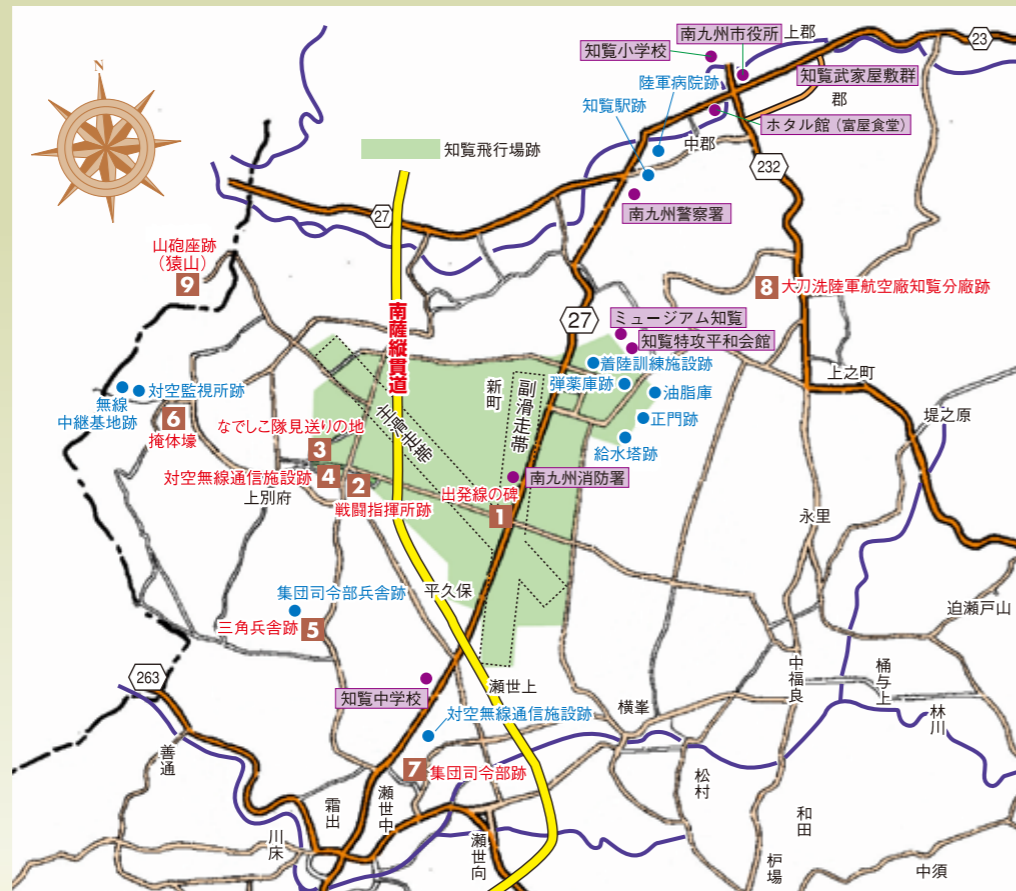 N
知覧飛行場跡
南九州市役所
上郡
23
知覧小学校
陸軍病院跡
知覧武家屋敷群
郡
知覧駅跡
ホタル館（富屋食堂）
中郡
232
27
南九州警察署
山砲座跡
（猿山）
9
8
大刀洗陸軍航空廠知覧分廠跡
南薩縦貫道
27
ミュージアム知覧
知覧特攻平和会館
着陸訓練施設跡
弾薬庫跡
油脂庫
正門跡
給水塔跡
上之町
堤之原
新町
副滑走帯
主滑走帯
対空監視所跡
無線
中継基地跡
6
掩体壕
なでしこ隊見送りの地
3
対空無線通信施設跡
4
2
上別府
戦闘指揮所跡
南九州消防署
出発線の碑
1
永里
集団司令部兵舎跡
三角兵舎跡
5
平久保
迫瀬戸山
263
知覧中学校
瀬世上
横峯
中福良
桶与上
林川
対空無線通信施設跡
7
集団司令部跡
善通
霜出
瀬世中
川床
瀬世向
松村
和田
枦場
中須